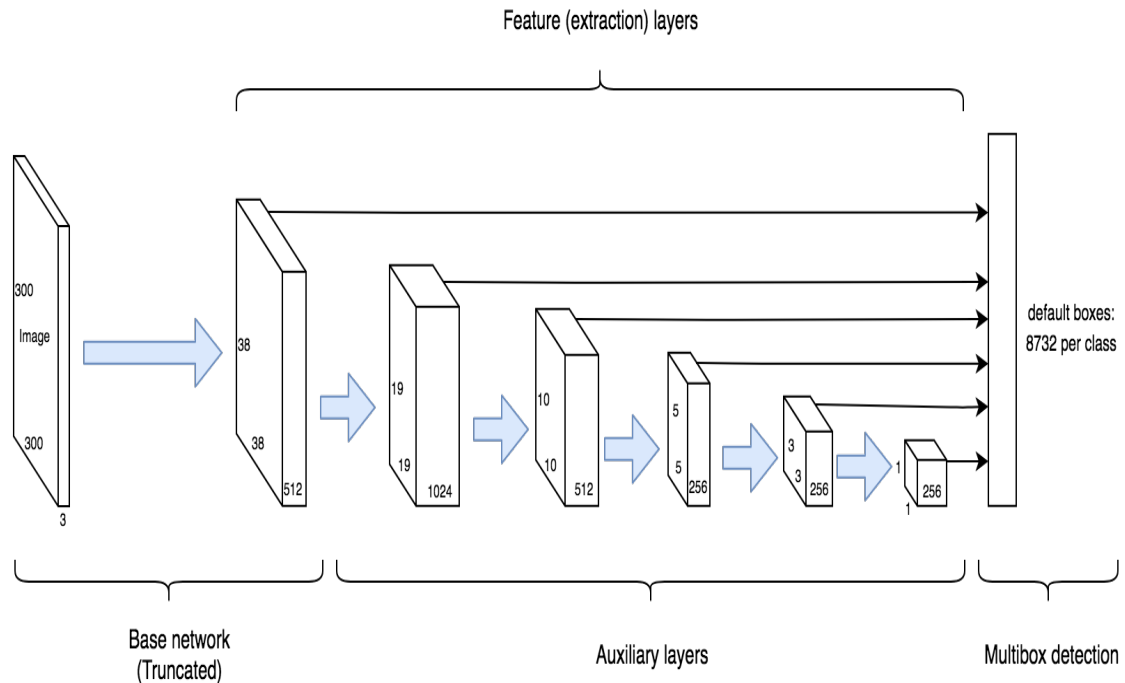 Feature (extraction) layers
300
Image
300
3
38
38
512
19
19
1024
10
10
512
5
5
256
3
3
256
1
1
256
default boxes:
8732 per class
Base network
(Truncated)
Auxiliary layers
Multibox detection